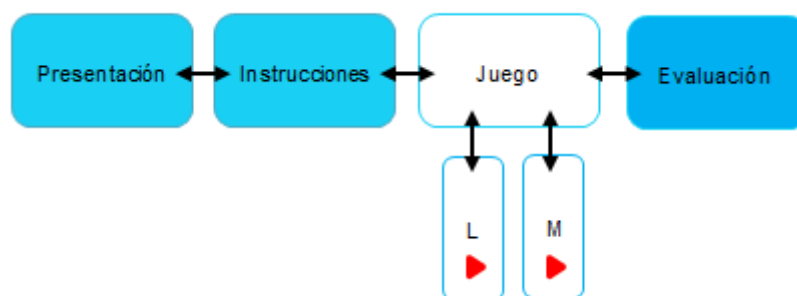 Presentación
Instrucciones
Juego
Evaluación
L
M